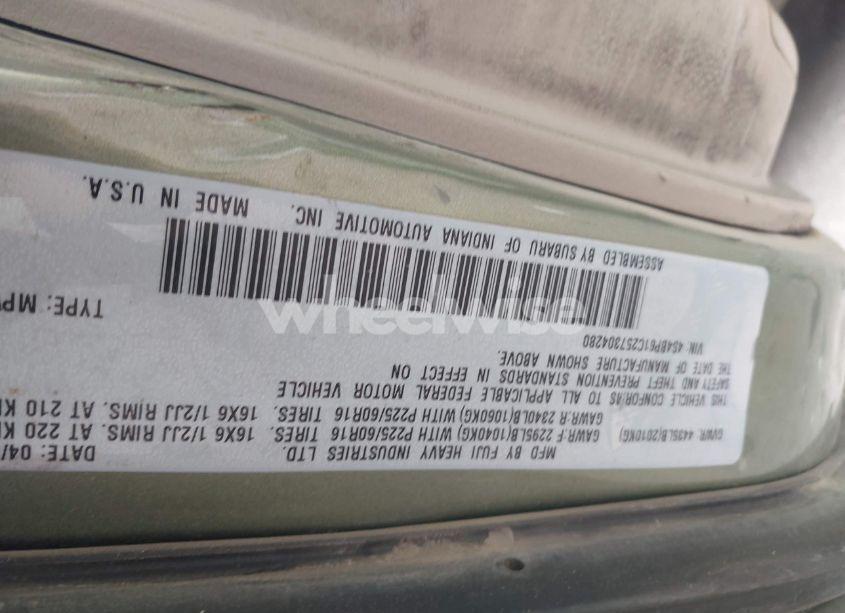 MFD BY FUJI HEAVY INDUSTRIES LTD. DATE: 04/
GVWR: 4435LB(2010KG)
GAWR:F 2295LB(1040KG) WITH P225/60R16 TIRES. 16X6 1/2JJ RIMS. AT 220 K
GAWR:R 2340LB(1060KG) WITH P225/60R16 TIRES. 16X6 1/2JJ RIMS. AT 210 K
THIS VEHICLE CONFORMS TO ALL APPLICABLE FEDERAL MOTOR VEHICLE
SAFETY AND THEFT PREVENTION STANDARDS IN EFFECT ON
THE DATE OF MANUFACTURE SHOWN ABOVE.
VIN: 4S4BP61C257304280 TYPE: MP
ASSEMBLED BY SUBARU OF INDIANA AUTOMOTIVE INC. MADE IN U.S.A.
wheelwise